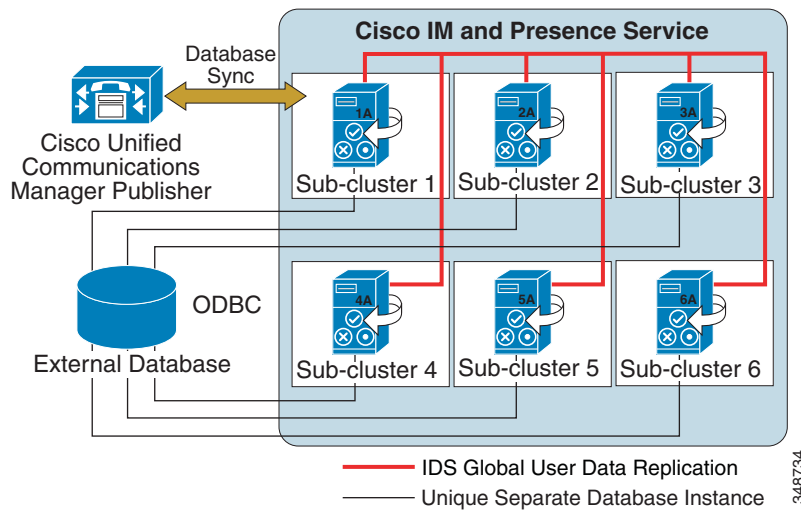 Cisco IM and Presence Service
Database
Sync
Cisco Unified
Communications
Manager Publisher
1A
2A
3A
Sub-cluster 1
Sub-cluster 2
Sub-cluster 3
ODBC
External Database
4A
5A
6A
Sub-cluster 4
Sub-cluster 5
Sub-cluster 6
IDS Global User Data Replication
Unique Separate Database Instance
348734